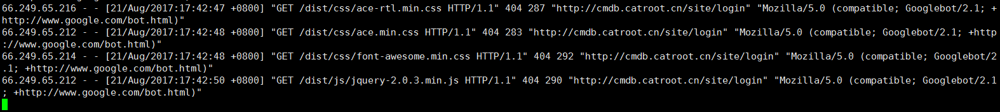 66.249.65.216 - - [21/Aug/2017:17:42:47 +0800] "GET /dist/css/ace-rtl.min.css HTTP/1.1" 404 287 "http://cmdb.catroot.cn/site/login" "Mozilla/5.0 (compatible; Googlebot/2.1; +
http://www.google.com/bot.html)"
66.249.65.212 - - [21/Aug/2017:17:42:48 +0800] "GET /dist/css/ace.min.css HTTP/1.1" 404 283 "http://cmdb.catroot.cn/site/login" "Mozilla/5.0 (compatible; Googlebot/2.1; +http
://www.google.com/bot.html)"
66.249.65.214 - - [21/Aug/2017:17:42:48 +0800] "GET /dist/css/font-awesome.min.css HTTP/1.1" 404 292 "http://cmdb.catroot.cn/site/login" "Mozilla/5.0 (compatible; Googlebot/2
.1; +http://www.google.com/bot.html)"
66.249.65.212 - - [21/Aug/2017:17:42:50 +0800] "GET /dist/js/jquery-2.0.3.min.js HTTP/1.1" 404 290 "http://cmdb.catroot.cn/site/login" "Mozilla/5.0 (compatible; Googlebot/2.1
; +http://www.google.com/bot.html)"